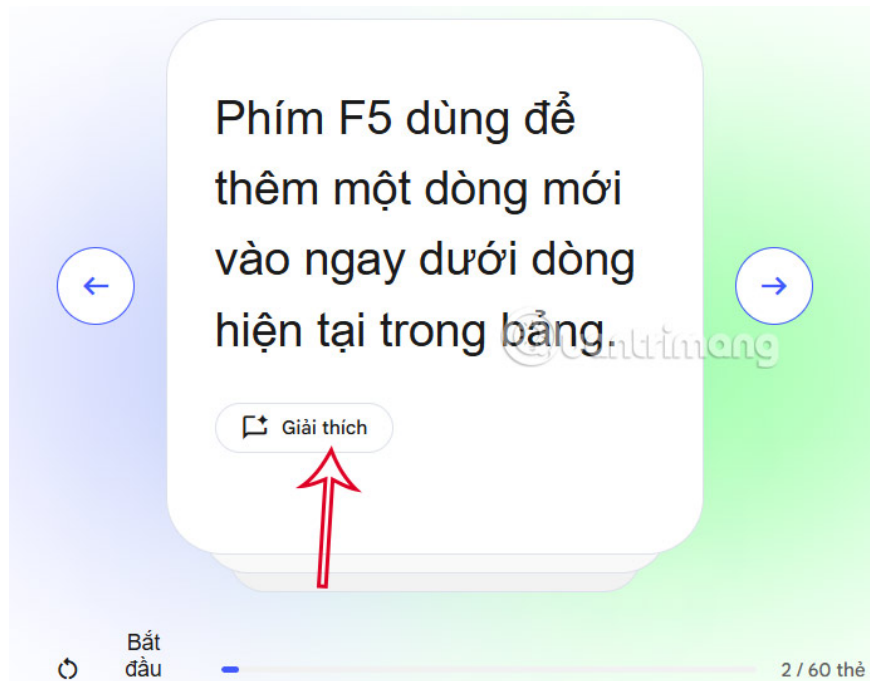 Phím F5 dùng để
thêm một dòng mới
vào ngay dưới dòng
hiện tại trong bảng.
@uantrimang
Giải thích
Bắt
đầu
2 / 60 thẻ